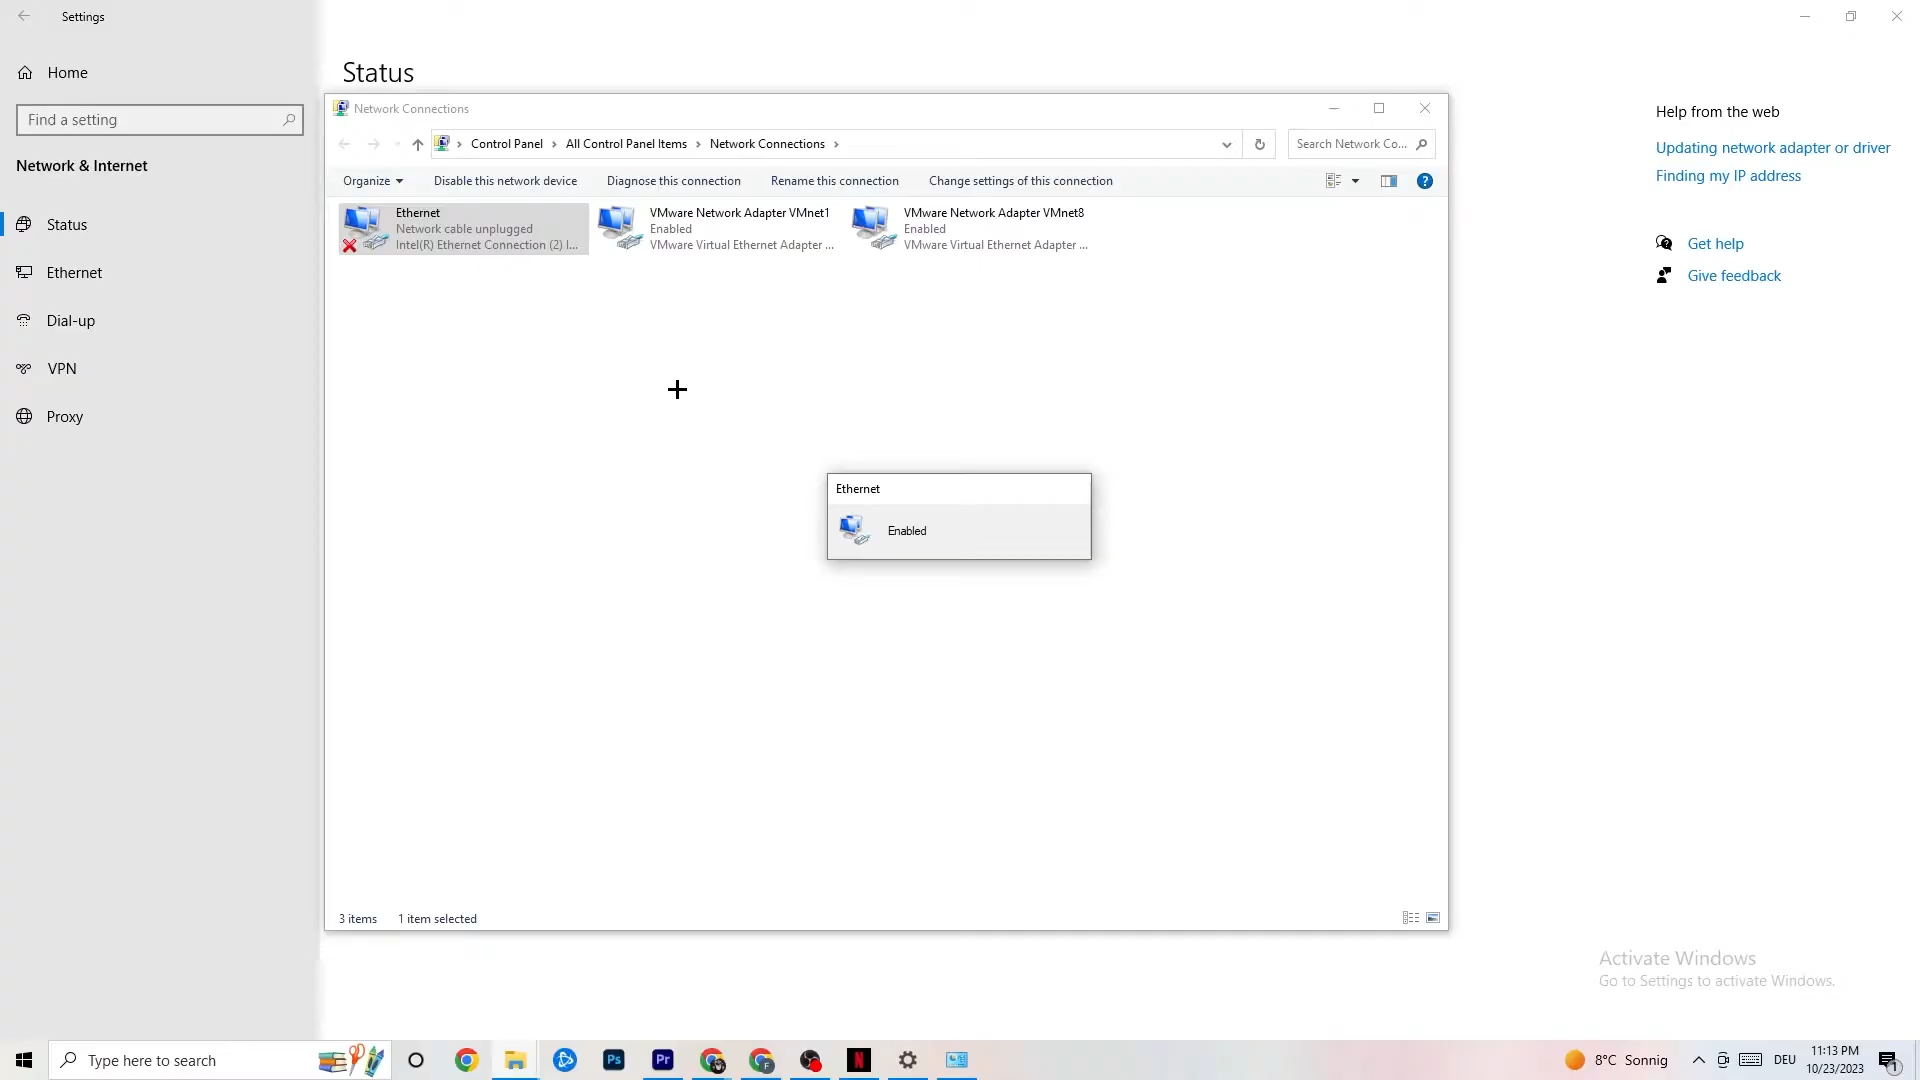 Settings
Home
Find a setting
Network & Internet
Status
Ethernet
Dial-up
VPN
Proxy
Status
Network Connections
Control Panel > All Control Panel Items > Network Connections >
Search Network Co...
Organize
Disable this network device
Diagnose this connection
Rename this connection
Change settings of this connection
Ethernet
Network cable unplugged
Intel(R) Ethernet Connection (2) I...
VMware Network Adapter VMnet1
Enabled
VMware Virtual Ethernet Adapter ...
VMware Network Adapter VMnet8
Enabled
VMware Virtual Ethernet Adapter ...
Ethernet
Enabled
3 items
1 item selected
Help from the web
Updating network adapter or driver
Finding my IP address
Get help
Give feedback
Activate Windows
Go to Settings to activate Windows.
Type here to search
Ps
Pr
F
N
8°C Sonnig
DEU
11:13 PM
10/23/2023
1